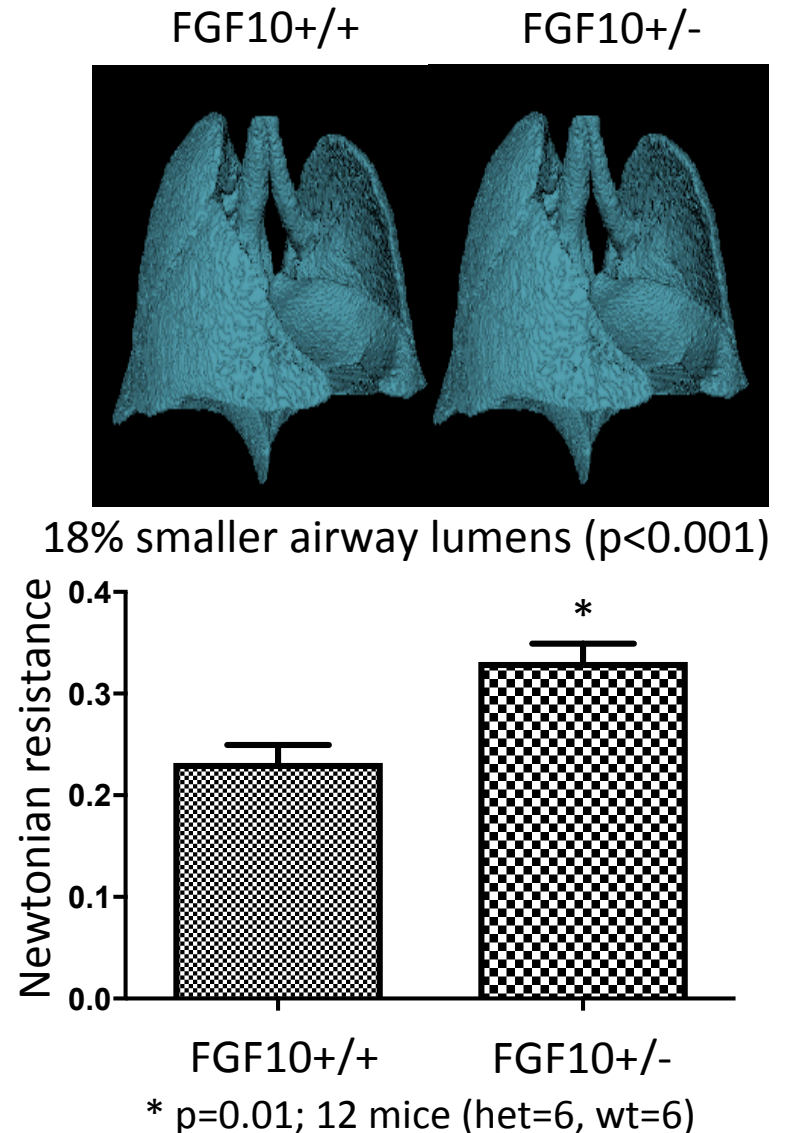 FGF10+/+ FGF10+/-
18% smaller airway lumens (p<0.001)
Newtonian resistance
0.4
*
0.3
0.2
0.1
0.0
FGF10+/+ FGF10+/-
* p=0.01; 12 mice (het=6, wt=6)